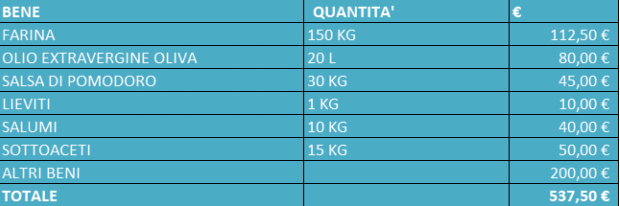 BENE QUANTITA' €
FARINA 150 KG 112,50 €
OLIO EXTRAVERGINE OLIVA 20 L 80,00 €
SALSA DI POMODORO 30 KG 45,00 €
LIEVITI 1 KG 10,00 €
SALUMI 10 KG 40,00 €
SOTTOACETI 15 KG 50,00 €
ALTRI BENI 200,00 €
TOTALE 537,50 €